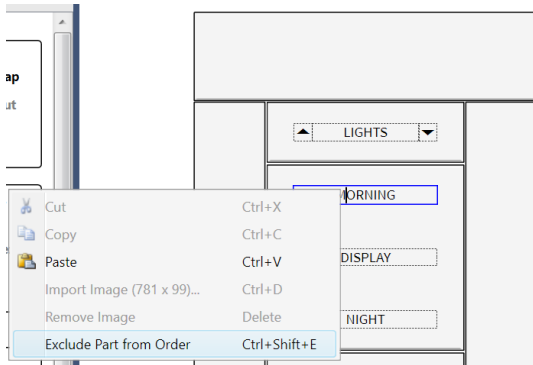 ap
ut
LIGHTS
MORNING
Cut Ctrl+X
Copy Ctrl+C
Paste Ctrl+V
DISPLAY
Import Image (781 x 99)... Ctrl+D
Remove Image Delete
NIGHT
Exclude Part from Order Ctrl+Shift+E